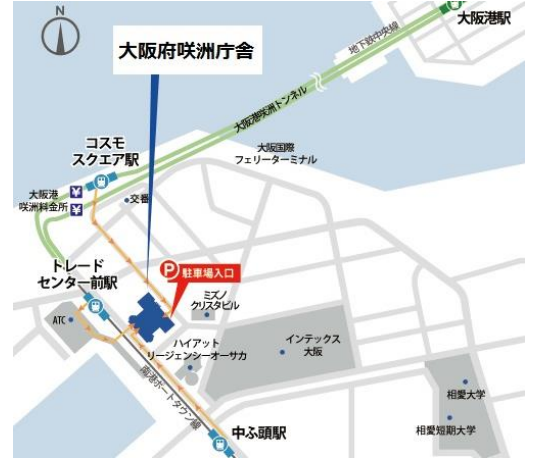 N
大阪港駅
地下鉄中央線
大阪府咲洲庁舎
大阪港咲洲トンネル
コスモ
スクエア駅
大阪国際
フェリーターミナル
大阪港
咲洲料金所
¥
¥
交番
トレード
センター前駅
P 駐車場入口
ミズノ
クリスタビル
ATC
ハイアット
リージェンシーオーサカ
インテックス
大阪
南港ポートタウン線
相愛大学
相愛短期大学
中ふ頭駅